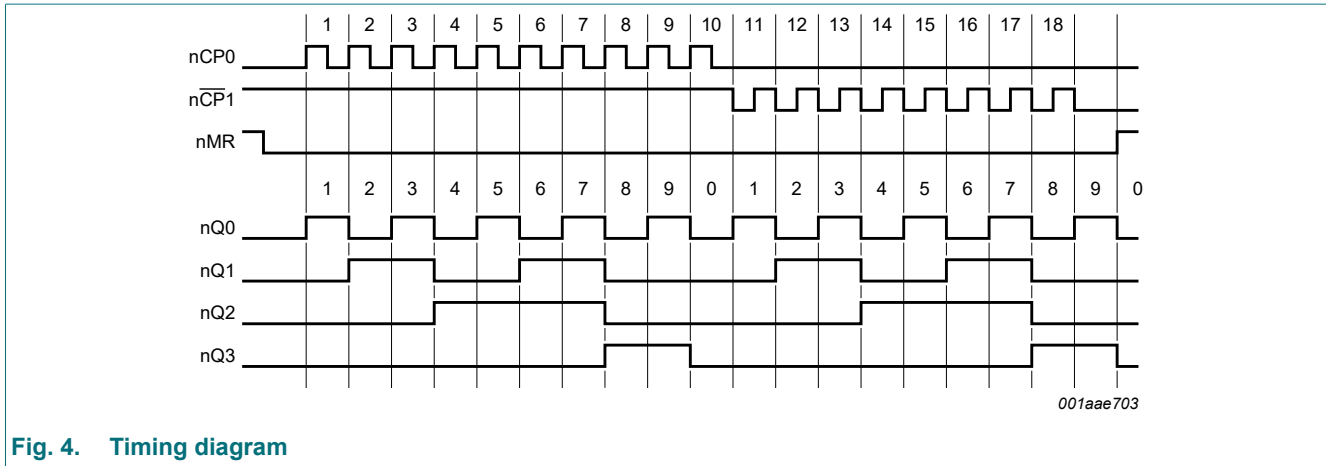 1 2 3 4 5 6 7 8 9 10 11 12 13 14 15 16 17 18
nCP0
nC̅P̅1
nMR
1 2 3 4 5 6 7 8 9 0 1 2 3 4 5 6 7 8 9 0
nQ0
nQ1
nQ2
nQ3
001aae703
Fig. 4. Timing diagram